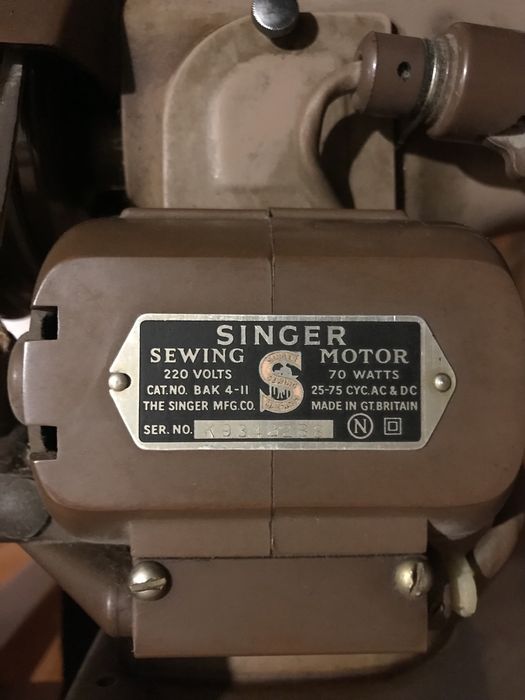 SINGER
SEWING MOTOR
220 VOLTS 70 WATTS
CAT. NO. BAK 4-11 25-75 CYC. AC & DC
THE SINGER MFG. CO. MADE IN GT. BRITAIN
SER. NO. N